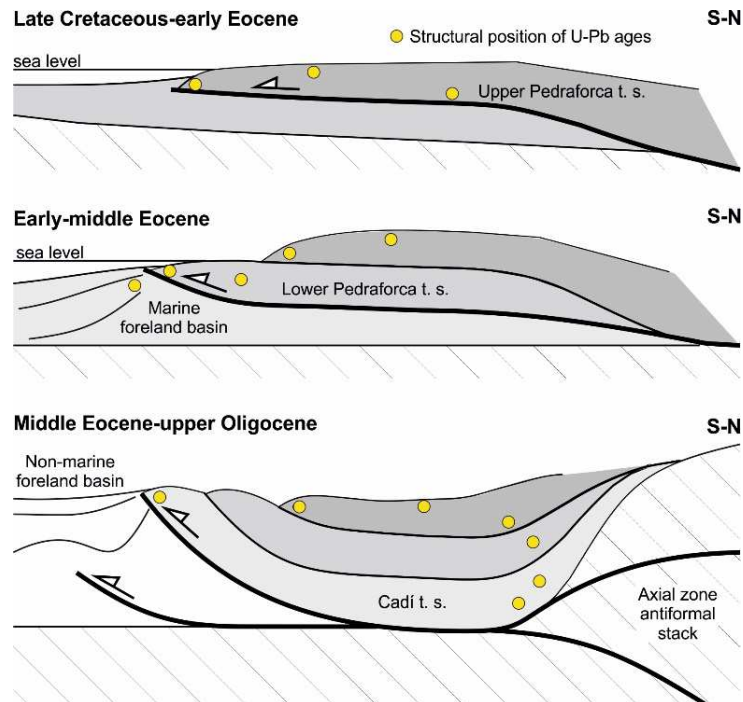 Late Cretaceous-early Eocene
S-N
Structural position of U-Pb ages
sea level
Upper Pedraforca t. s.
Early-middle Eocene
S-N
sea level
Lower Pedraforca t. s.
Marine
foreland basin
Middle Eocene-upper Oligocene
S-N
Non-marine
foreland basin
Cadí t. s.
Axial zone
antiformal
stack